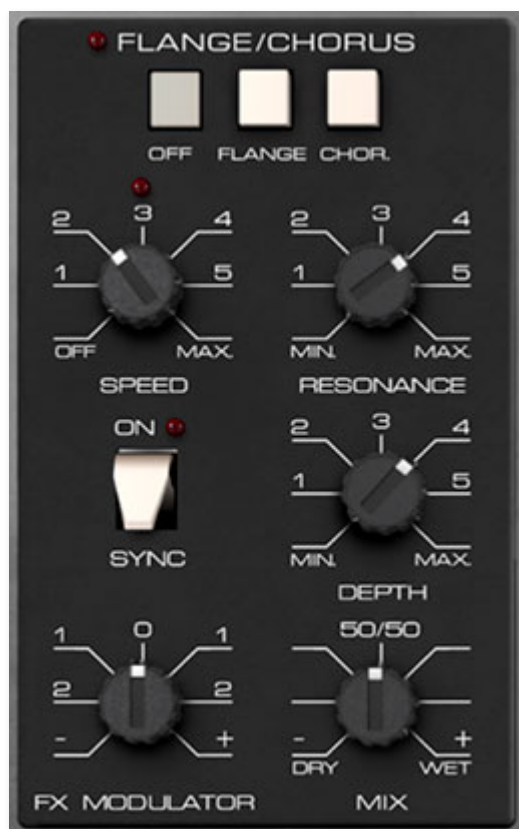 FLANGE/CHORUS
OFF FLANGE CHOR.
2 3 4 2 3 4
1 5 1 5
OFF MAX. MIN. MAX.
SPEED RESONANCE
ON
2 3 4
1 5
SYNC MIN. MAX.
DEPTH
1 0 1 50/50
2 2
- + - +
DRY WET
FX MODULATOR MIX